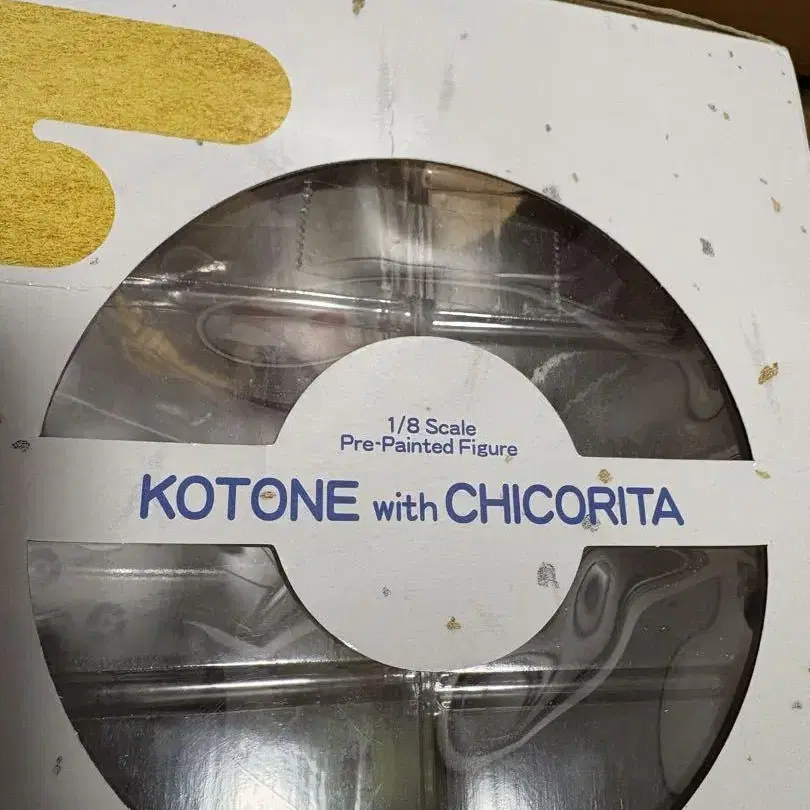 1/8 Scale
Pre-Painted Figure
KOTONE with CHICORITA